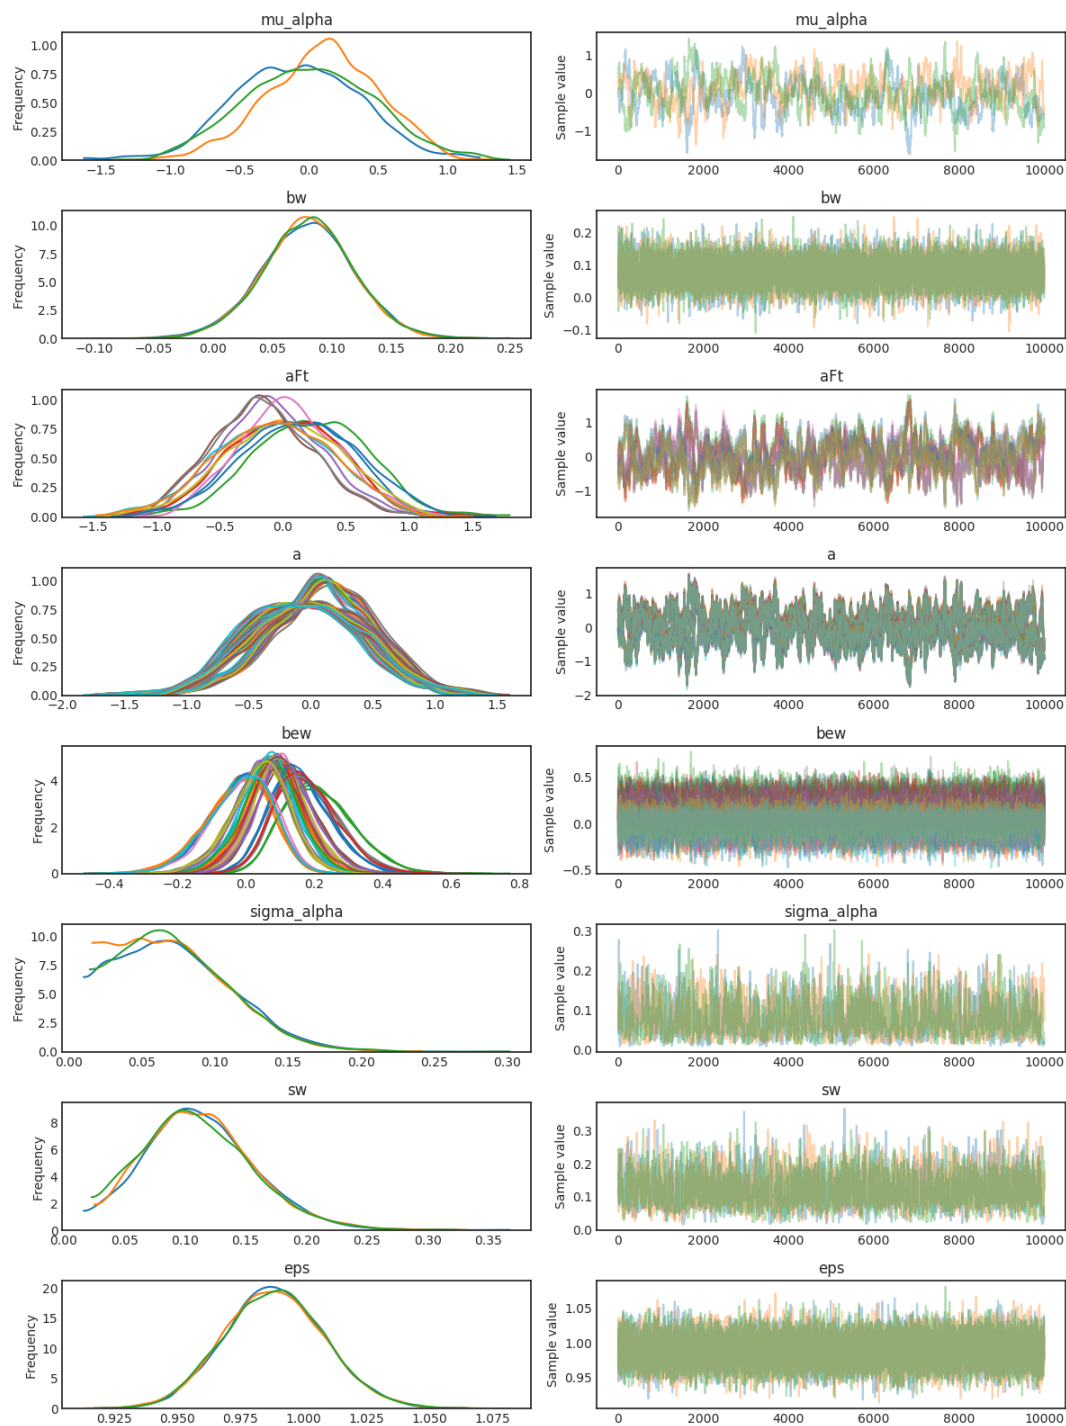 mu_alpha mu_alpha
1.00
0.75
0.50
0.25
0.00
Frequency
−1.5 −1.0 −0.5 0.0 0.5 1.0 1.5
1
0
−1
Sample value
0 2000 4000 6000 8000 10000
bw bw
10.0
7.5
5.0
2.5
0.0
Frequency
−0.10 −0.05 0.00 0.05 0.10 0.15 0.20 0.25
0.2
0.1
0.0
−0.1
Sample value
0 2000 4000 6000 8000 10000
aFt aFt
1.00
0.75
0.50
0.25
0.00
Frequency
−1.5 −1.0 −0.5 0.0 0.5 1.0 1.5
1
0
−1
Sample value
0 2000 4000 6000 8000 10000
a a
1.00
0.75
0.50
0.25
0.00
Frequency
−2.0 −1.5 −1.0 −0.5 0.0 0.5 1.0 1.5
1
0
−1
−2
Sample value
0 2000 4000 6000 8000 10000
bew bew
4
2
0
Frequency
−0.4 −0.2 0.0 0.2 0.4 0.6 0.8
0.5
0.0
−0.5
Sample value
0 2000 4000 6000 8000 10000
sigma_alpha sigma_alpha
10.0
7.5
5.0
2.5
0.0
Frequency
0.00 0.05 0.10 0.15 0.20 0.25 0.30
0.3
0.2
0.1
0.0
Sample value
0 2000 4000 6000 8000 10000
sw sw
8
6
4
2
0
Frequency
0.00 0.05 0.10 0.15 0.20 0.25 0.30 0.35
0.3
0.2
0.1
0.0
Sample value
0 2000 4000 6000 8000 10000
eps eps
20
15
10
5
0
Frequency
0.925 0.950 0.975 1.000 1.025 1.050 1.075
1.05
1.00
0.95
Sample value
0 2000 4000 6000 8000 10000